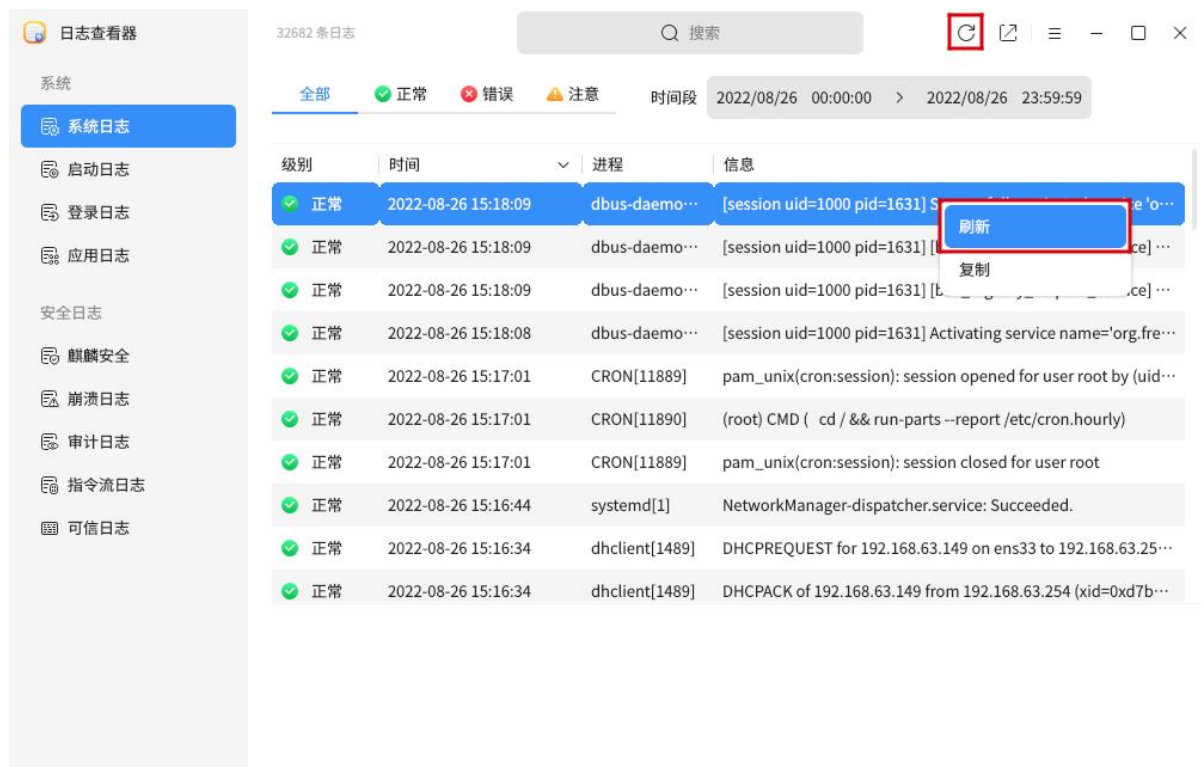 日志查看器
32682 条日志
搜索
系统
系统日志
启动日志
登录日志
应用日志
安全日志
麒麟安全
崩溃日志
审计日志
指令流日志
可信日志
全部 正常 错误 注意 时间段 2022/08/26 00:00:00 > 2022/08/26 23:59:59
级别 时间 进程 信息
正常 2022-08-26 15:18:09 dbus-daemo··· [session uid=1000 pid=1631] 'o···
正常 2022-08-26 15:18:09 dbus-daemo··· [session uid=1000 pid=1631] ce] ···
正常 2022-08-26 15:18:09 dbus-daemo··· [session uid=1000 pid=1631] ce] ···
正常 2022-08-26 15:18:08 dbus-daemo··· [session uid=1000 pid=1631] Activating service name='org.fre···
正常 2022-08-26 15:17:01 CRON[11889] pam_unix(cron:session): session opened for user root by (uid···
正常 2022-08-26 15:17:01 CRON[11890] (root) CMD ( cd / && run-parts --report /etc/cron.hourly)
正常 2022-08-26 15:17:01 CRON[11889] pam_unix(cron:session): session closed for user root
正常 2022-08-26 15:16:44 systemd[1] NetworkManager-dispatcher.service: Succeeded.
正常 2022-08-26 15:16:34 dhclient[1489] DHCPREQUEST for 192.168.63.149 on ens33 to 192.168.63.25···
正常 2022-08-26 15:16:34 dhclient[1489] DHCPACK of 192.168.63.149 from 192.168.63.254 (xid=0xd7b···
刷新
复制